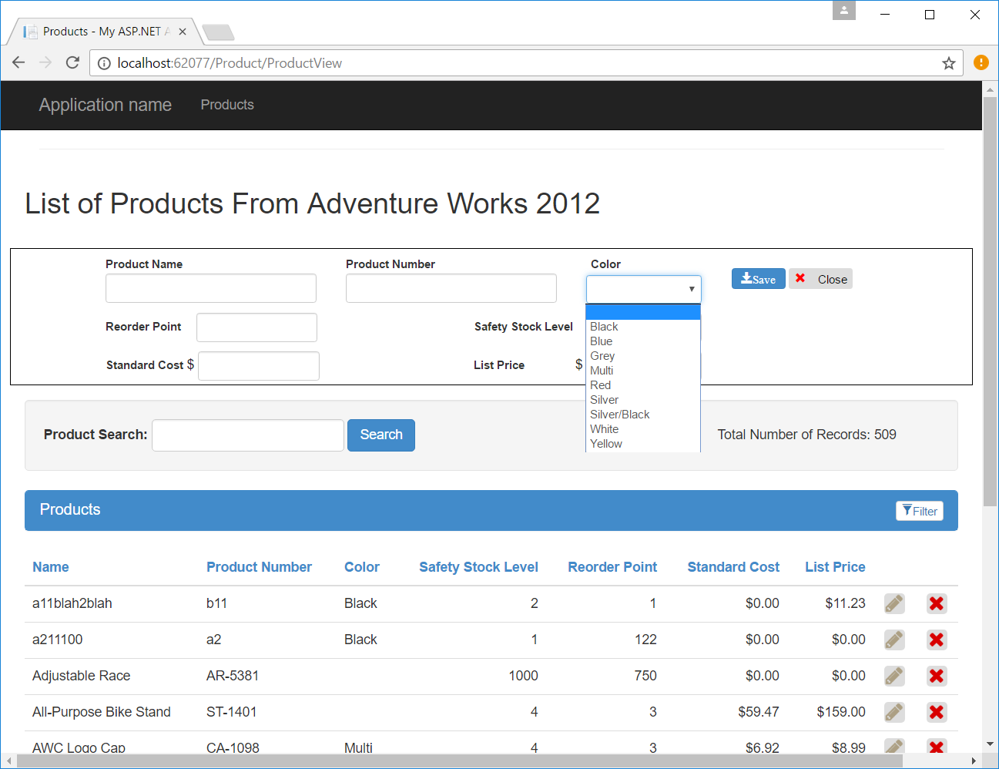 Products - My ASP.NET A
localhost:62077/Product/ProductView
Application name Products
List of Products From Adventure Works 2012
Product Name Product Number Color
Save Close
Reorder Point Safety Stock Level
Standard Cost $ List Price $
Black
Blue
Grey
Multi
Red
Silver
Silver/Black
White
Yellow
Product Search: Search Total Number of Records: 509
Products Filter
Name Product Number Color Safety Stock Level Reorder Point Standard Cost List Price
a11blah2blah b11 Black 2 1 $0.00 $11.23
a211100 a2 Black 1 122 $0.00 $0.00
Adjustable Race AR-5381 1000 750 $0.00 $0.00
All-Purpose Bike Stand ST-1401 4 3 $59.47 $159.00
AWC Logo Cap CA-1098 Multi 4 3 $6.92 $8.99